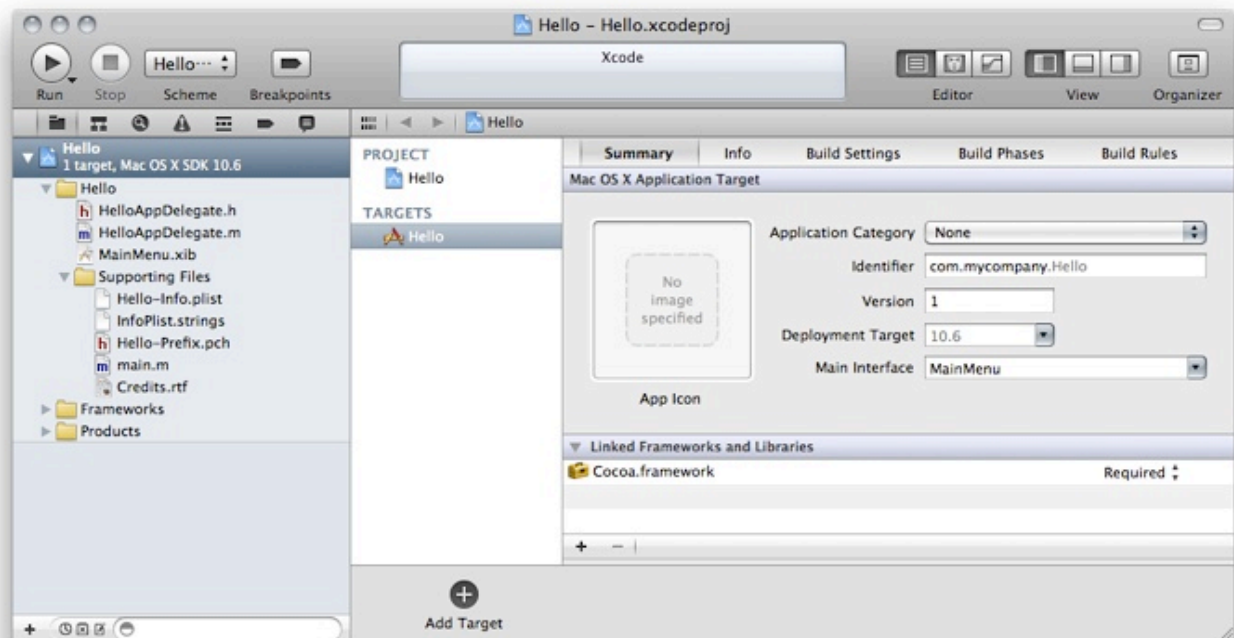 Hello - Hello.xcodeproj
Run
Stop
Hello...
Scheme
Breakpoints
Xcode
Editor
View
Organizer
Hello
1 target, Mac OS X SDK 10.6
Hello
h HelloAppDelegate.h
m HelloAppDelegate.m
MainMenu.xib
Supporting Files
Hello-Info.plist
InfoPlist.strings
h Hello-Prefix.pch
m main.m
Credits.rtf
Frameworks
Products
Hello
PROJECT
Hello
TARGETS
Hello
Summary Info Build Settings Build Phases Build Rules
Mac OS X Application Target
No
image
specified
App Icon
Application Category None
Identifier com.mycompany.Hello
Version 1
Deployment Target 10.6
Main Interface MainMenu
Linked Frameworks and Libraries
Cocoa.framework Required
Add Target